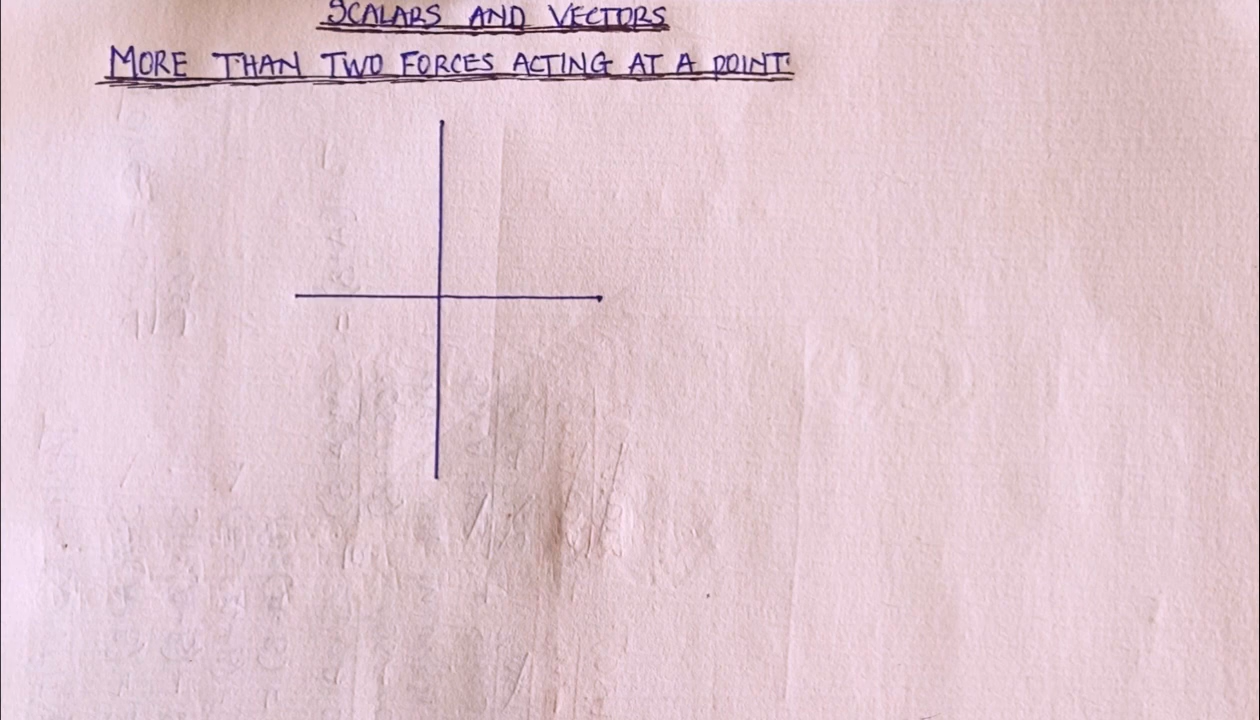 SCALARS AND VECTORS
MORE THAN TWO FORCES ACTING AT A POINT